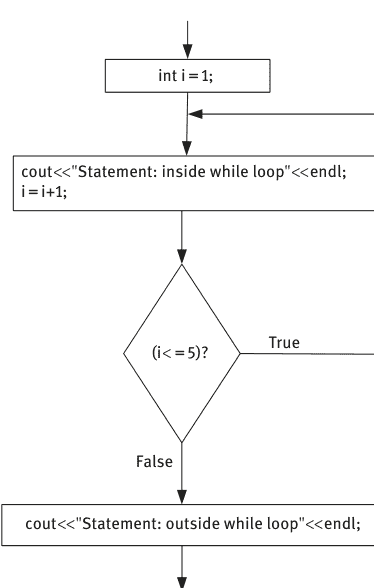 int i = 1;
cout<<"Statement: inside while loop"<<endl;
i = i+1;
(i< = 5)?
True
False
cout<<"Statement: outside while loop"<<endl;